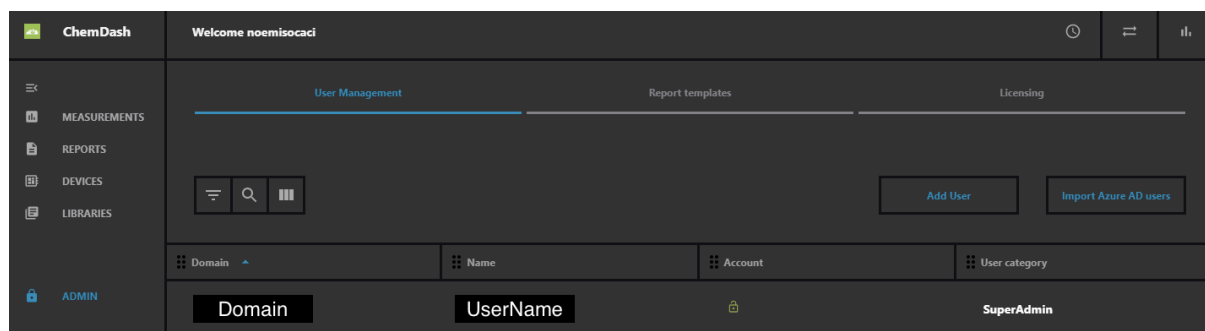 ChemDash
Welcome noemisocaci
User Management
Report templates
Licensing
MEASUREMENTS
REPORTS
DEVICES
LIBRARIES
ADMIN
Add User
Import Azure AD users
Domain
Name
Account
User category
Domain
UserName
SuperAdmin